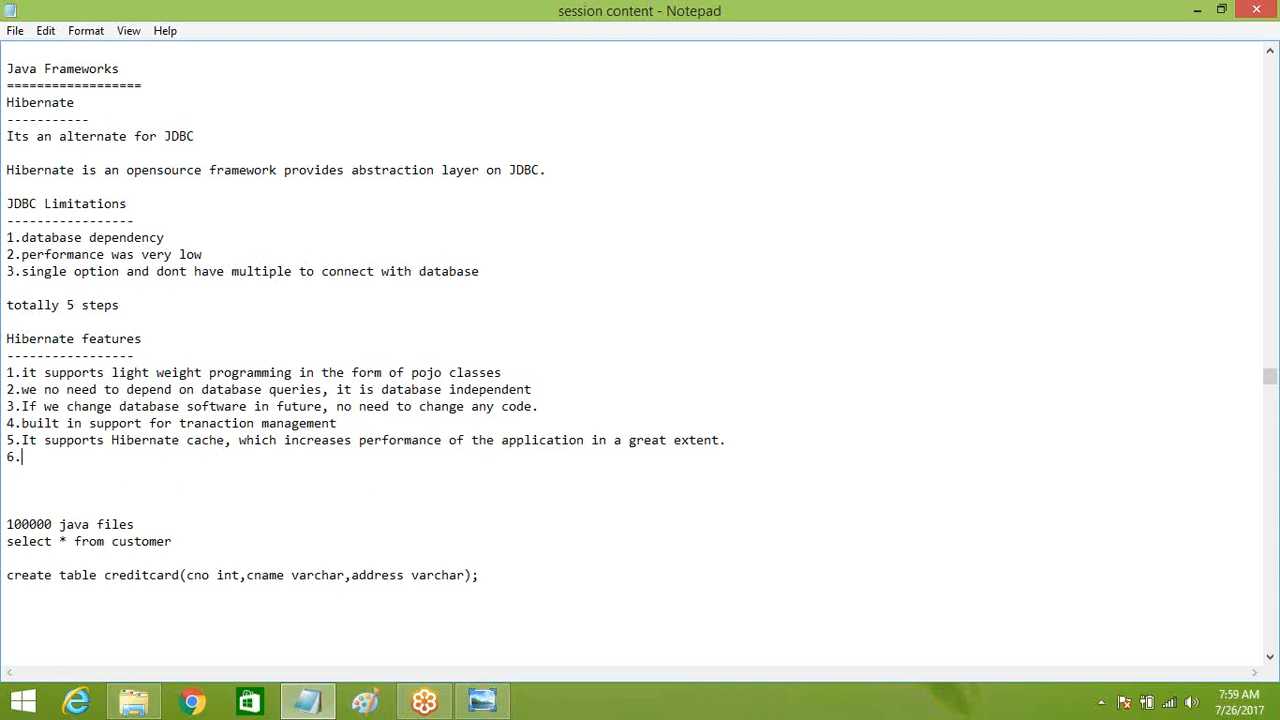 session content - Notepad
File Edit Format View Help
Java Frameworks
==================
Hibernate
-----------
Its an alternate for JDBC
Hibernate is an opensource framework provides abstraction layer on JDBC.
JDBC Limitations
-----------------
1.database dependency
2.performance was very low
3.single option and dont have multiple to connect with database
totally 5 steps
Hibernate features
-----------------
1.it supports light weight programming in the form of pojo classes
2.we no need to depend on database queries, it is database independent
3.If we change database software in future, no need to change any code.
4.built in support for tranaction management
5.It supports Hibernate cache, which increases performance of the application in a great extent.
6.
100000 java files
select * from customer
create table creditcard(cno int,cname varchar,address varchar);
7:59 AM
7/26/2017